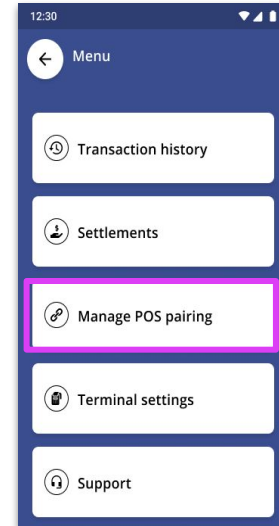 12:30
Menu
Transaction history
Settlements
Manage POS pairing
Terminal settings
Support